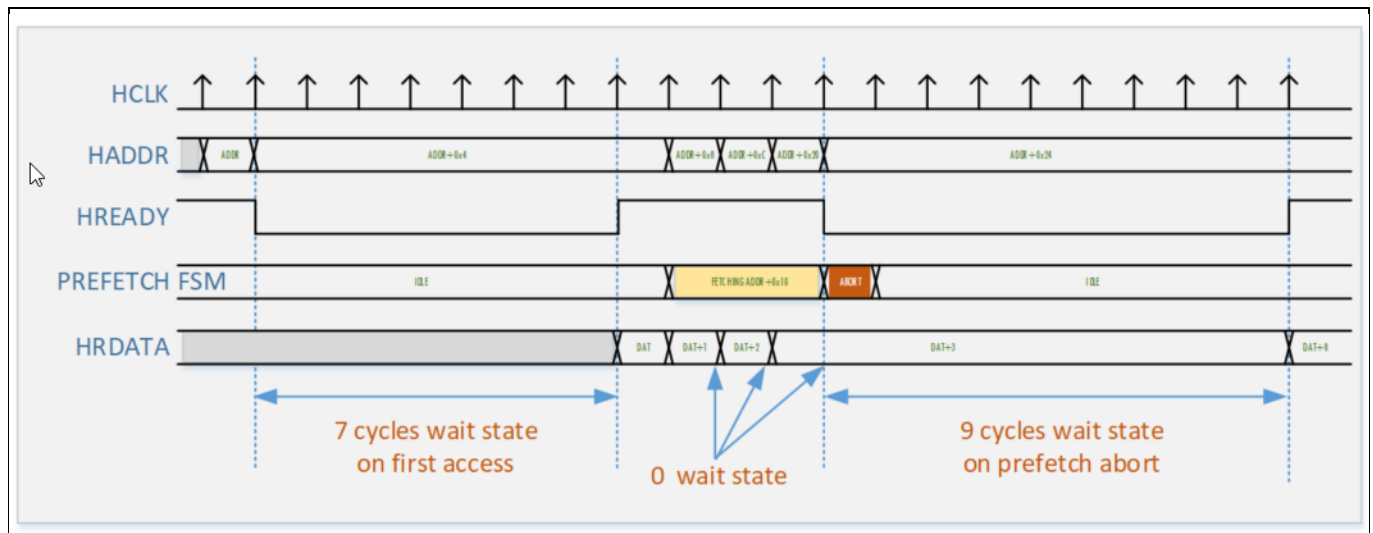 HCLK
HADDR
ADDR
ADDR+0x4
ADDR+0x8
ADDR+0xC
ADDR+0x20
ADDR+0x24
HREADY
PREFETCH FSM
IDLE
FETCHING ADDR+0x10
ABORT
IDLE
HRDATA
DAT
DAT+1
DAT+2
DAT+3
DAT+8
7 cycles wait state
on first access
0 wait state
9 cycles wait state
on prefetch abort